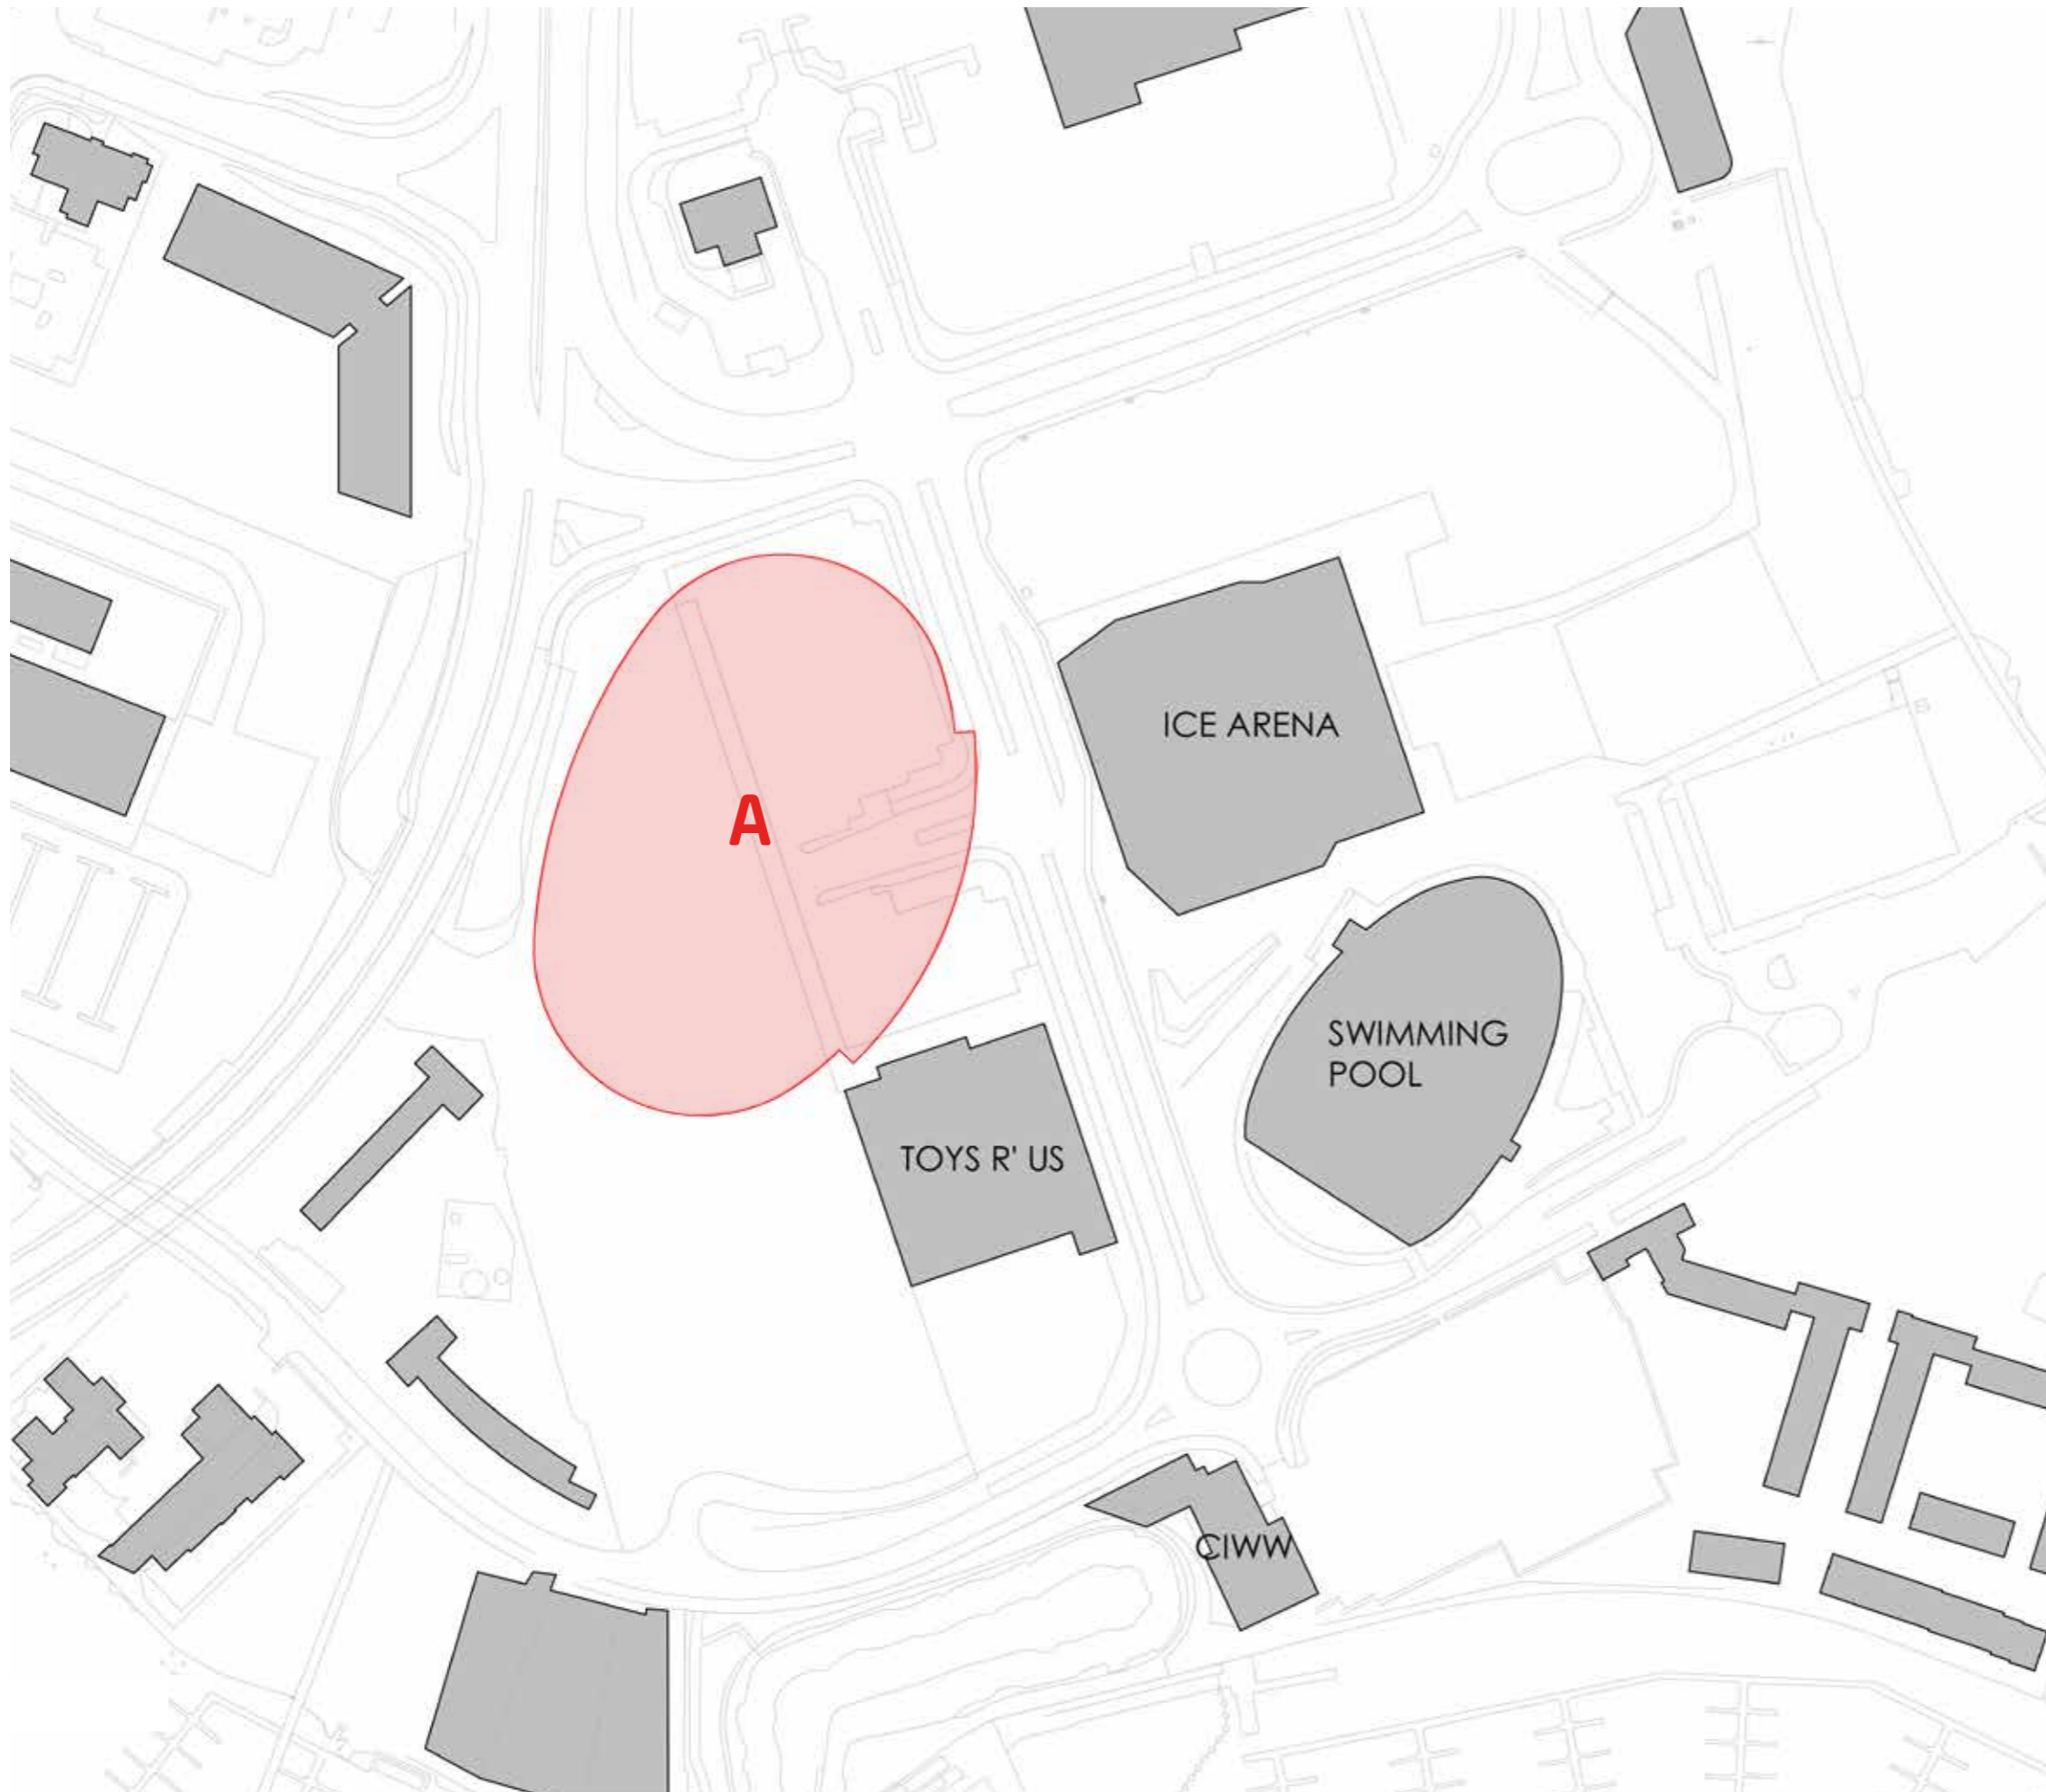 ICE ARENA
A
SWIMMING
POOL
TOYS R' US
CIWW